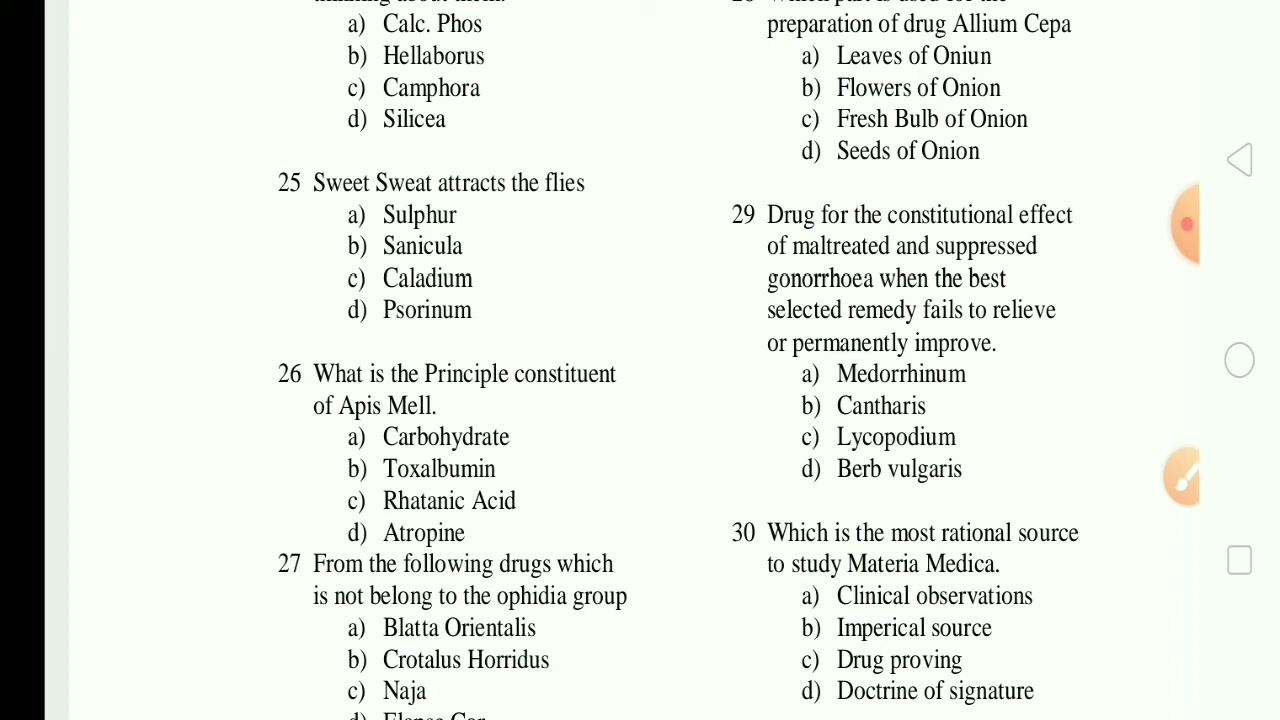 a) Calc. Phos
b) Hellaborus
c) Camphora
d) Silicea
25 Sweet Sweat attracts the flies
a) Sulphur
b) Sanicula
c) Caladium
d) Psorinum
26 What is the Principle constituent
of Apis Mell.
a) Carbohydrate
b) Toxalbumin
c) Rhatanic Acid
d) Atropine
27 From the following drugs which
is not belong to the ophidia group
a) Blatta Orientalis
b) Crotalus Horridus
c) Naja
preparation of drug Allium Cepa
a) Leaves of Oniun
b) Flowers of Onion
c) Fresh Bulb of Onion
d) Seeds of Onion
29 Drug for the constitutional effect
of maltreated and suppressed
gonorrhoea when the best
selected remedy fails to relieve
or permanently improve.
a) Medorrhinum
b) Cantharis
c) Lycopodium
d) Berb vulgaris
30 Which is the most rational source
to study Materia Medica.
a) Clinical observations
b) Imperical source
c) Drug proving
d) Doctrine of signature